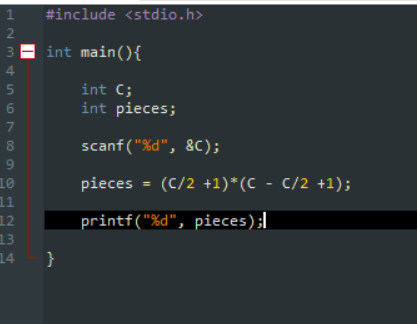 1 #include <stdio.h>
2
3 int main(){
4
5 int C;
6 int pieces;
7
8 scanf("%d", &C);
9
10 pieces = (C/2 +1)*(C - C/2 +1);
11
12 printf("%d", pieces);
13
14 }